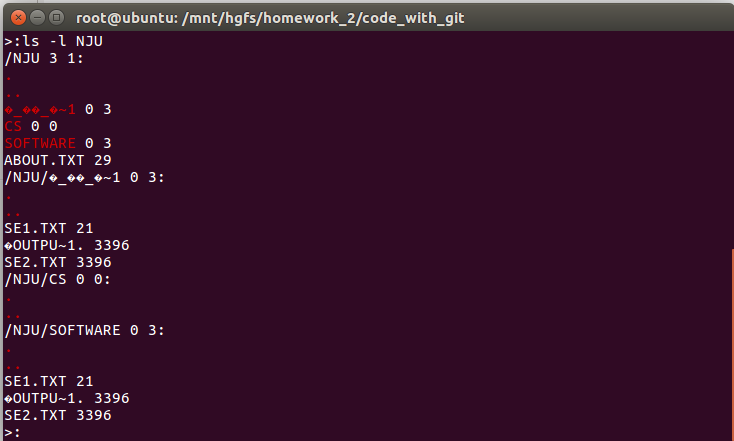 root@ubuntu: /mnt/hgfs/homework_2/code_with_git
>:ls -l NJU
/NJU 3 1:
.
..
�_��_�~1 0 3
CS 0 0
SOFTWARE 0 3
ABOUT.TXT 29
/NJU/�_��_�~1 0 3:
.
..
SE1.TXT 21
�OUTPU~1. 3396
SE2.TXT 3396
/NJU/CS 0 0:
.
..
/NJU/SOFTWARE 0 3:
.
..
SE1.TXT 21
�OUTPU~1. 3396
SE2.TXT 3396
>: